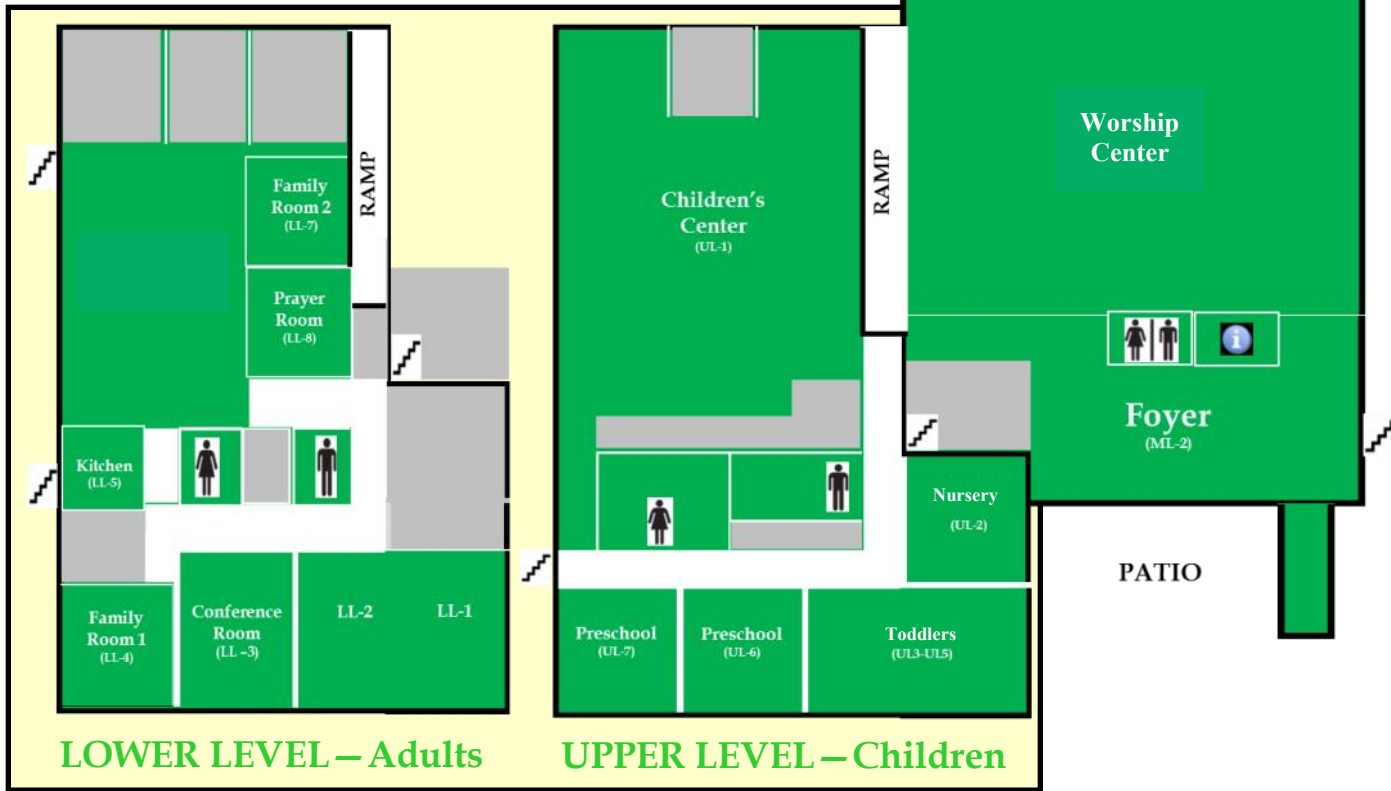 Family
Room 2
(LL-7)
RAMP
Prayer
Room
(LL-8)
Kitchen
(LL-5)
Family
Room 1
(LL-4)
Conference
Room
(LL –3)
LL-2
LL-1
LOWER LEVEL — Adults
Children’s
Center
(UL-1)
RAMP
Nursery
(UL-2)
Preschool
(UL-7)
Preschool
(UL-6)
Toddlers
(UL3-UL5)
UPPER LEVEL — Children
Worship
Center
i
Foyer
(ML-2)
PATIO